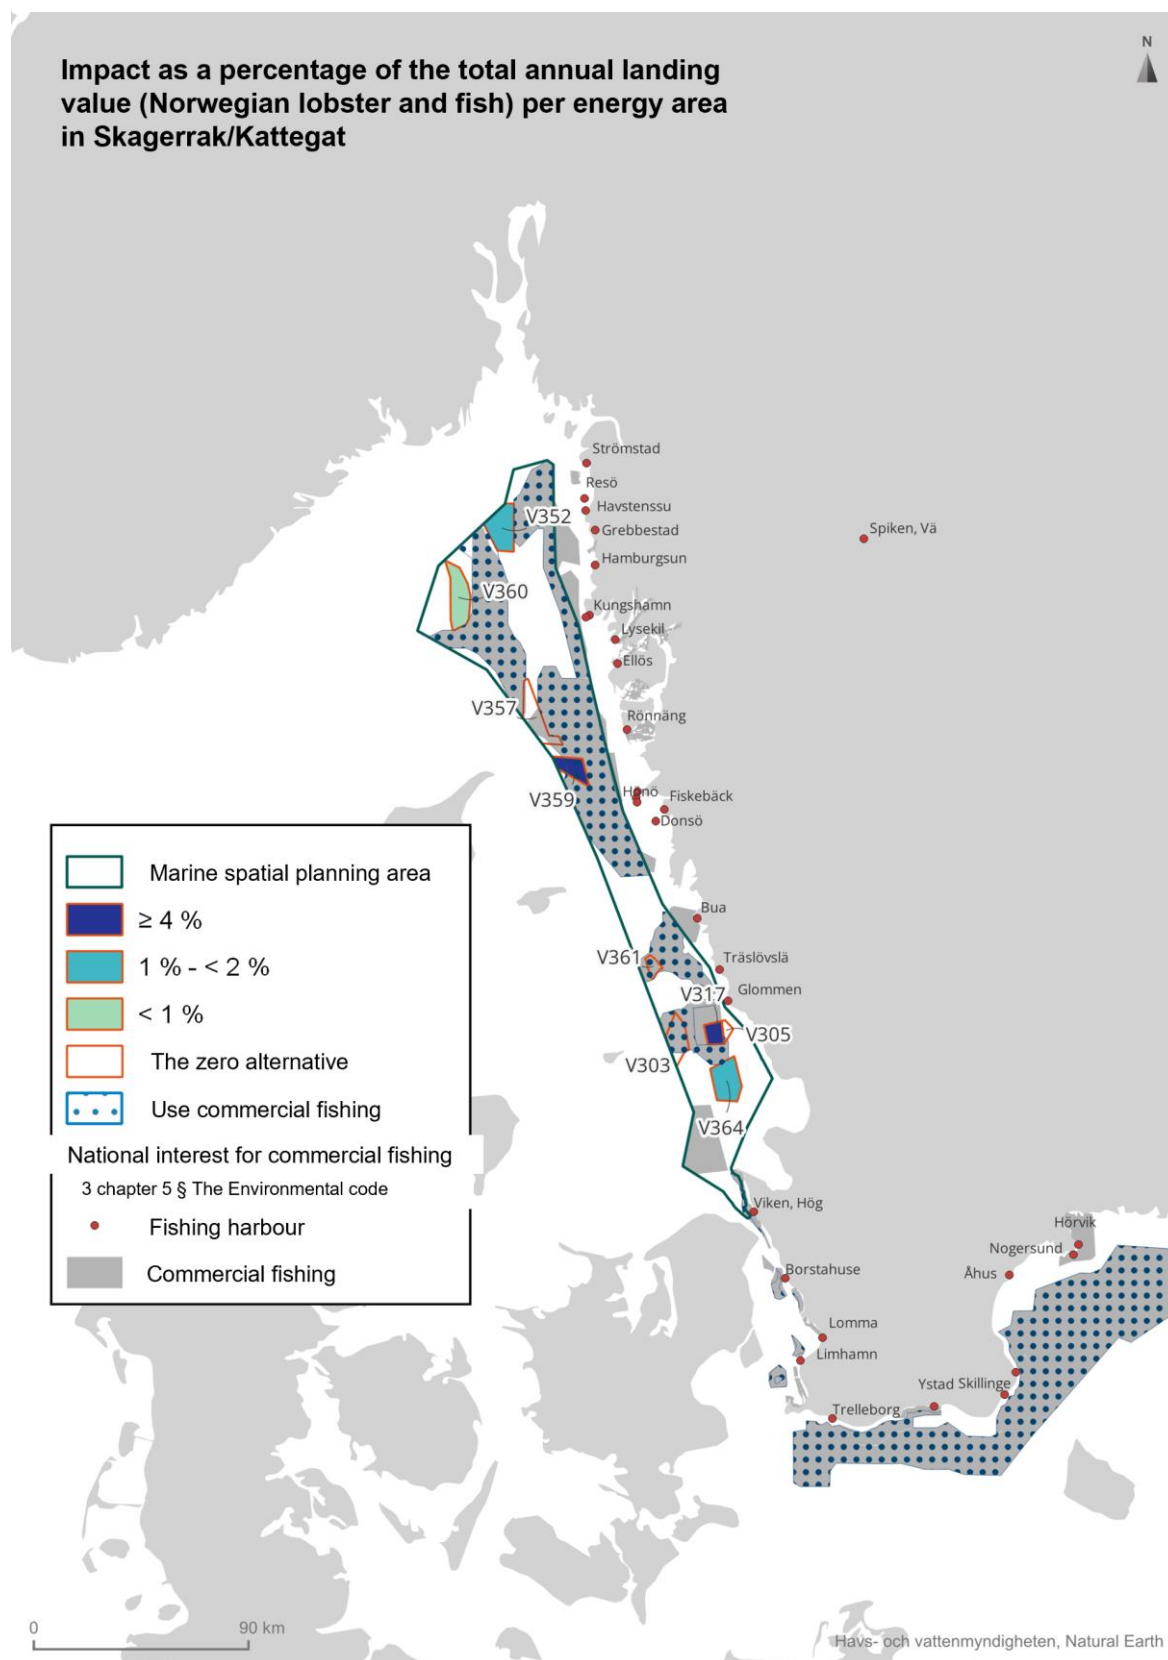 Impact as a percentage of the total annual landing
value (Norwegian lobster and fish) per energy area
in Skagerrak/Kattegat
N
Strömstad
Resö
Havstenssu
V352
Grebbestad
Spiken, Vä
Hamburgsun
V360
Kungshamn
Lysekil
Ellös
V357
Rönnäng
V359
Hönö
Fiskebäck
Donsö
Bua
V361
Träslövslä
V317
Glommen
V305
V303
V364
Viken, Hög
Hörvik
Nogersund
Åhus
Borstahuse
Lomma
Limhamn
Ystad
Skillinge
Trelleborg
Marine spatial planning area
≥ 4 %
1 % - < 2 %
< 1 %
The zero alternative
Use commercial fishing
National interest for commercial fishing
3 chapter 5 § The Environmental code
Fishing harbour
Commercial fishing
0
90 km
Havs- och vattenmyndigheten, Natural Earth